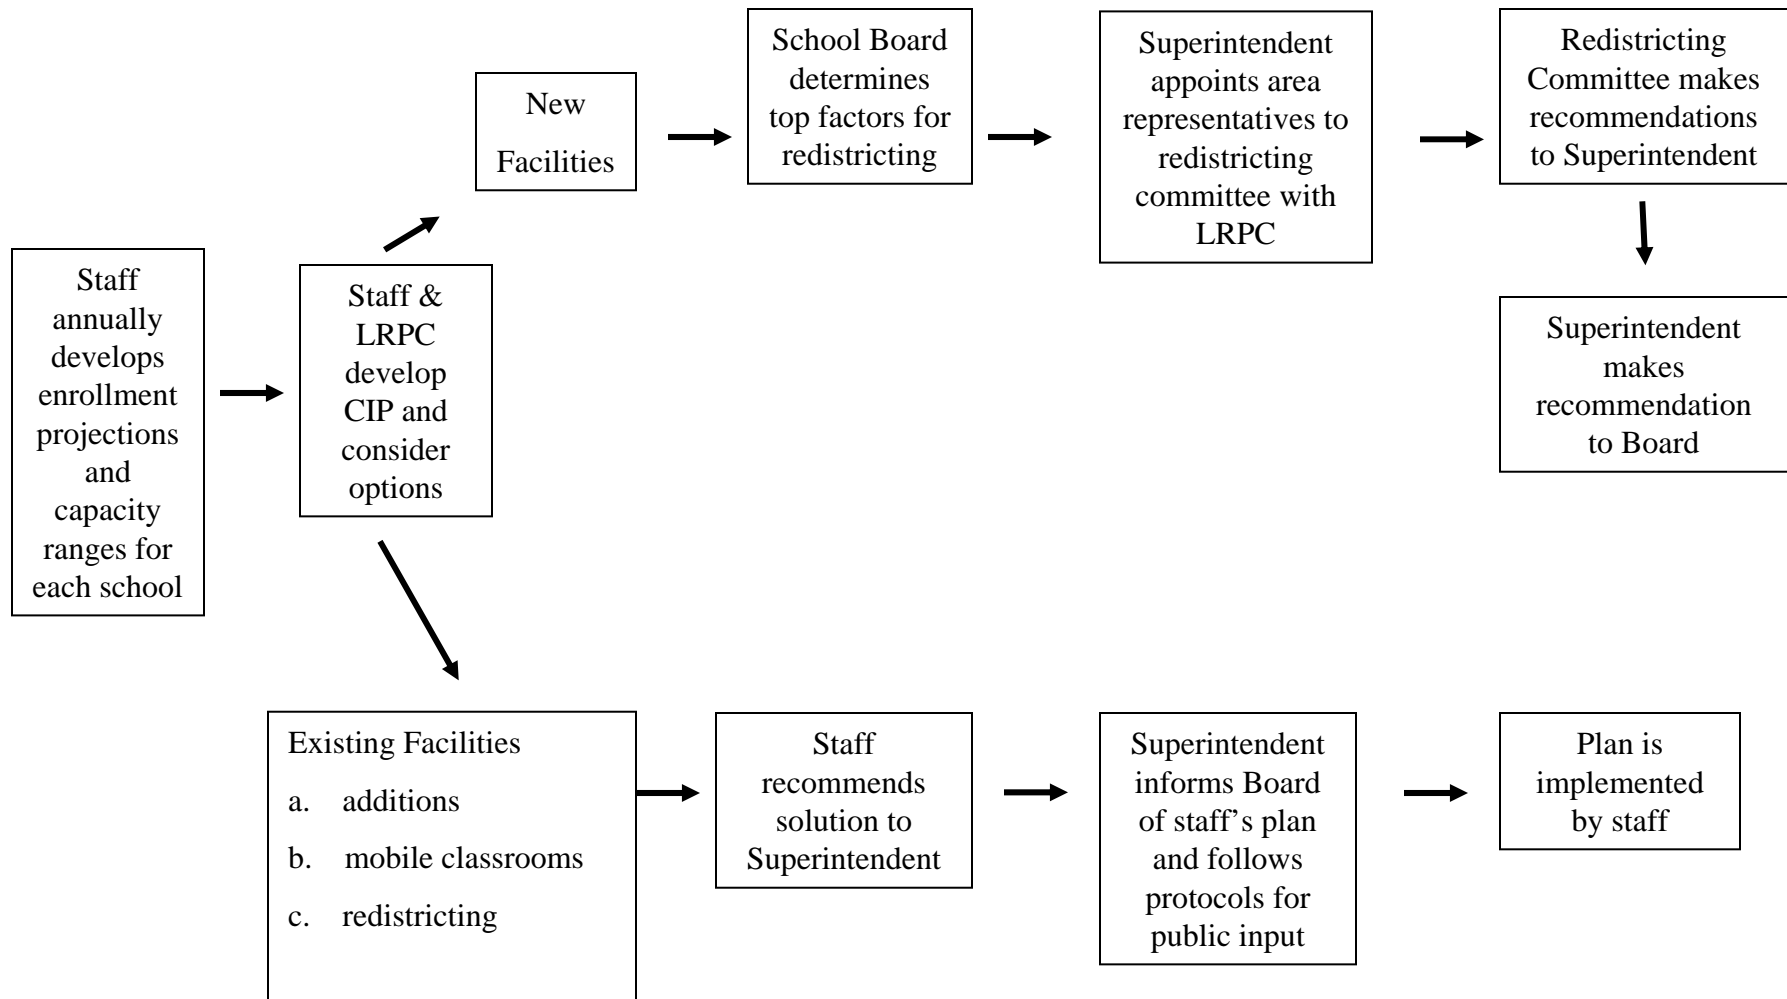 New
Facilities
School Board
determines
top factors for
redistricting
Superintendent
appoints area
representatives to
redistricting
committee with
LRPC
Redistricting
Committee makes
recommendations
to Superintendent
Superintendent
makes
recommendation
to Board
Staff
annually
develops
enrollment
projections
and
capacity
ranges for
each school
Staff &
LRPC
develop
CIP and
consider
options
Existing Facilities
a. additions
b. mobile classrooms
c. redistricting
Staff
recommends
solution to
Superintendent
Superintendent
informs Board
of staff’s plan
and follows
protocols for
public input
Plan is
implemented
by staff